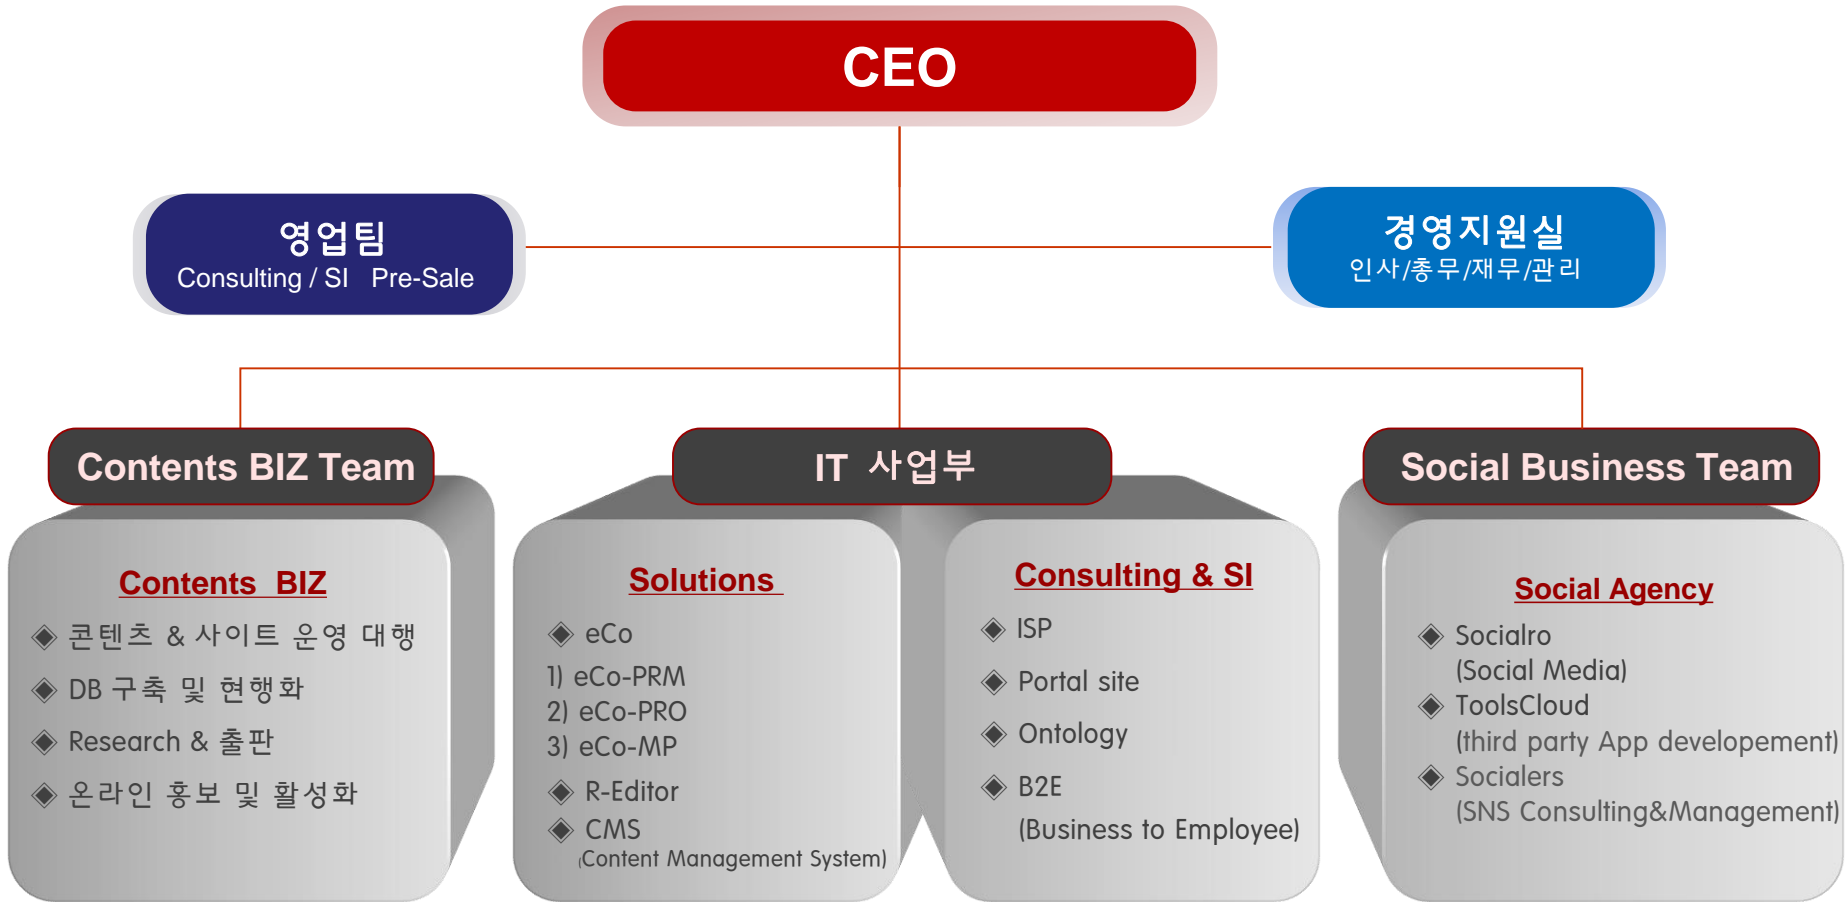 CEO
영업팀
Consulting / SI Pre-Sale
경영지원실
인사/총무/재무/관리
Contents BIZ Team
IT 사업부
Social Business Team
Contents BIZ
◈ 콘텐츠 & 사이트 운영 대행
◈ DB 구축 및 현행화
◈ Research & 출판
◈ 온라인 홍보 및 활성화
Solutions
◈ eCo
1) eCo-PRM
2) eCo-PRO
3) eCo-MP
◈ R-Editor
◈ CMS
(Content Management System)
Consulting & SI
◈ ISP
◈ Portal site
◈ Ontology
◈ B2E
(Business to Employee)
Social Agency
◈ Socialro
(Social Media)
◈ ToolsCloud
(third party App developement)
◈ Socialers
(SNS Consulting&Management)